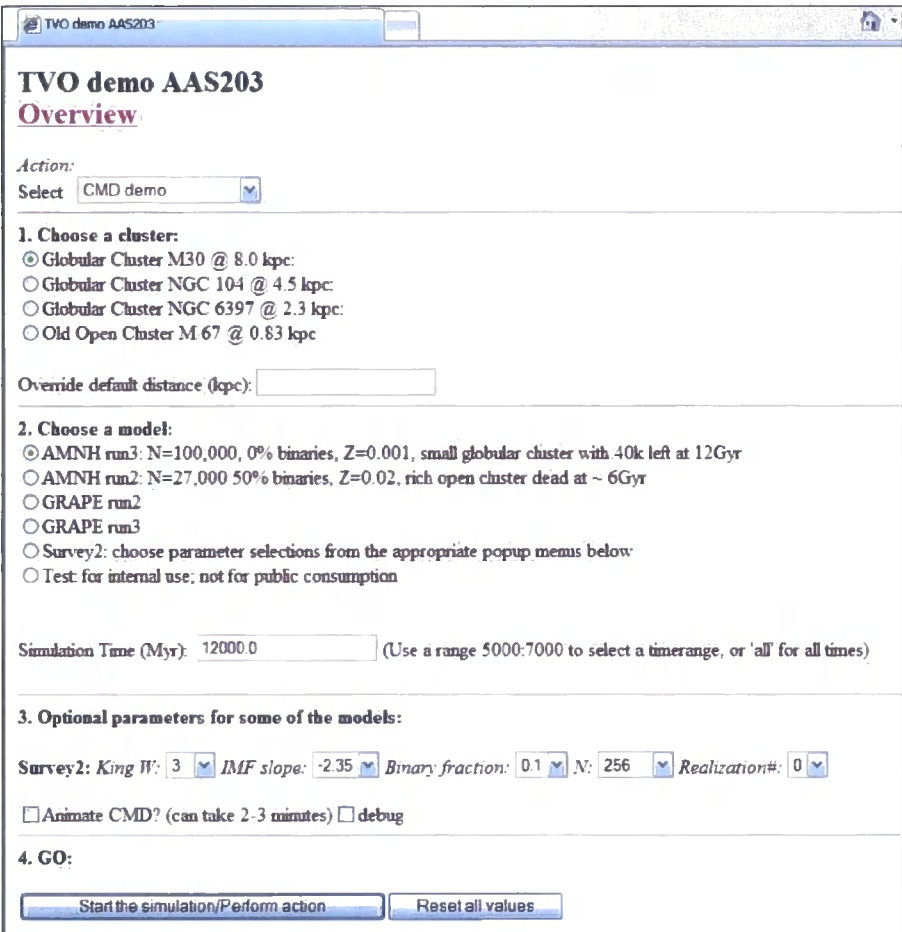 TVO demo AAS203
TVO demo AAS203
Overview
Action:
Select CMD demo
1. Choose a cluster:
Globular Cluster M30 @ 8.0 kpc:
Globular Cluster NGC 104 @ 4.5 kpc:
Globular Cluster NGC 6397 @ 2.3 kpc:
Old Open Cluster M 67 @ 0.83 kpc
Override default distance (kpc):
2. Choose a model:
AMNH run3: N=100,000, 0% binaries, Z=0.001, small globular cluster with 40k left at 12Gyr
AMNH run2: N=27,000 50% binaries, Z=0.02, rich open cluster dead at ~ 6Gyr
GRAPE run2
GRAPE run3
Survey2: choose parameter selections from the appropriate popup menus below
Test: for internal use; not for public consumption
Simulation Time (Myr): 12000.0 (Use a range 5000:7000 to select a timerange, or 'all' for all times)
3. Optional parameters for some of the models:
Survey2: King W: 3 IMF slope: -2.35 Binary fraction: 0.1 N: 256 Realization#: 0
Animate CMD? (can take 2-3 minutes) debug
4. GO:
Start the simulation/Perform action Reset all values